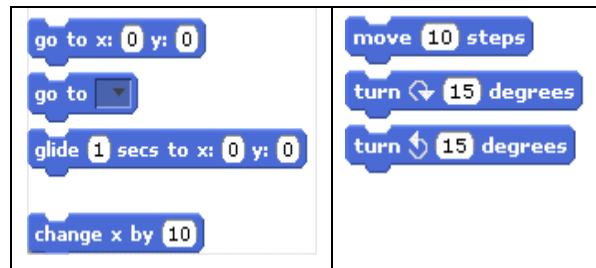 go to x: 0 y: 0
go to
glide 1 secs to x: 0 y: 0
change x by 10
move 10 steps
turn 15 degrees
turn 15 degrees